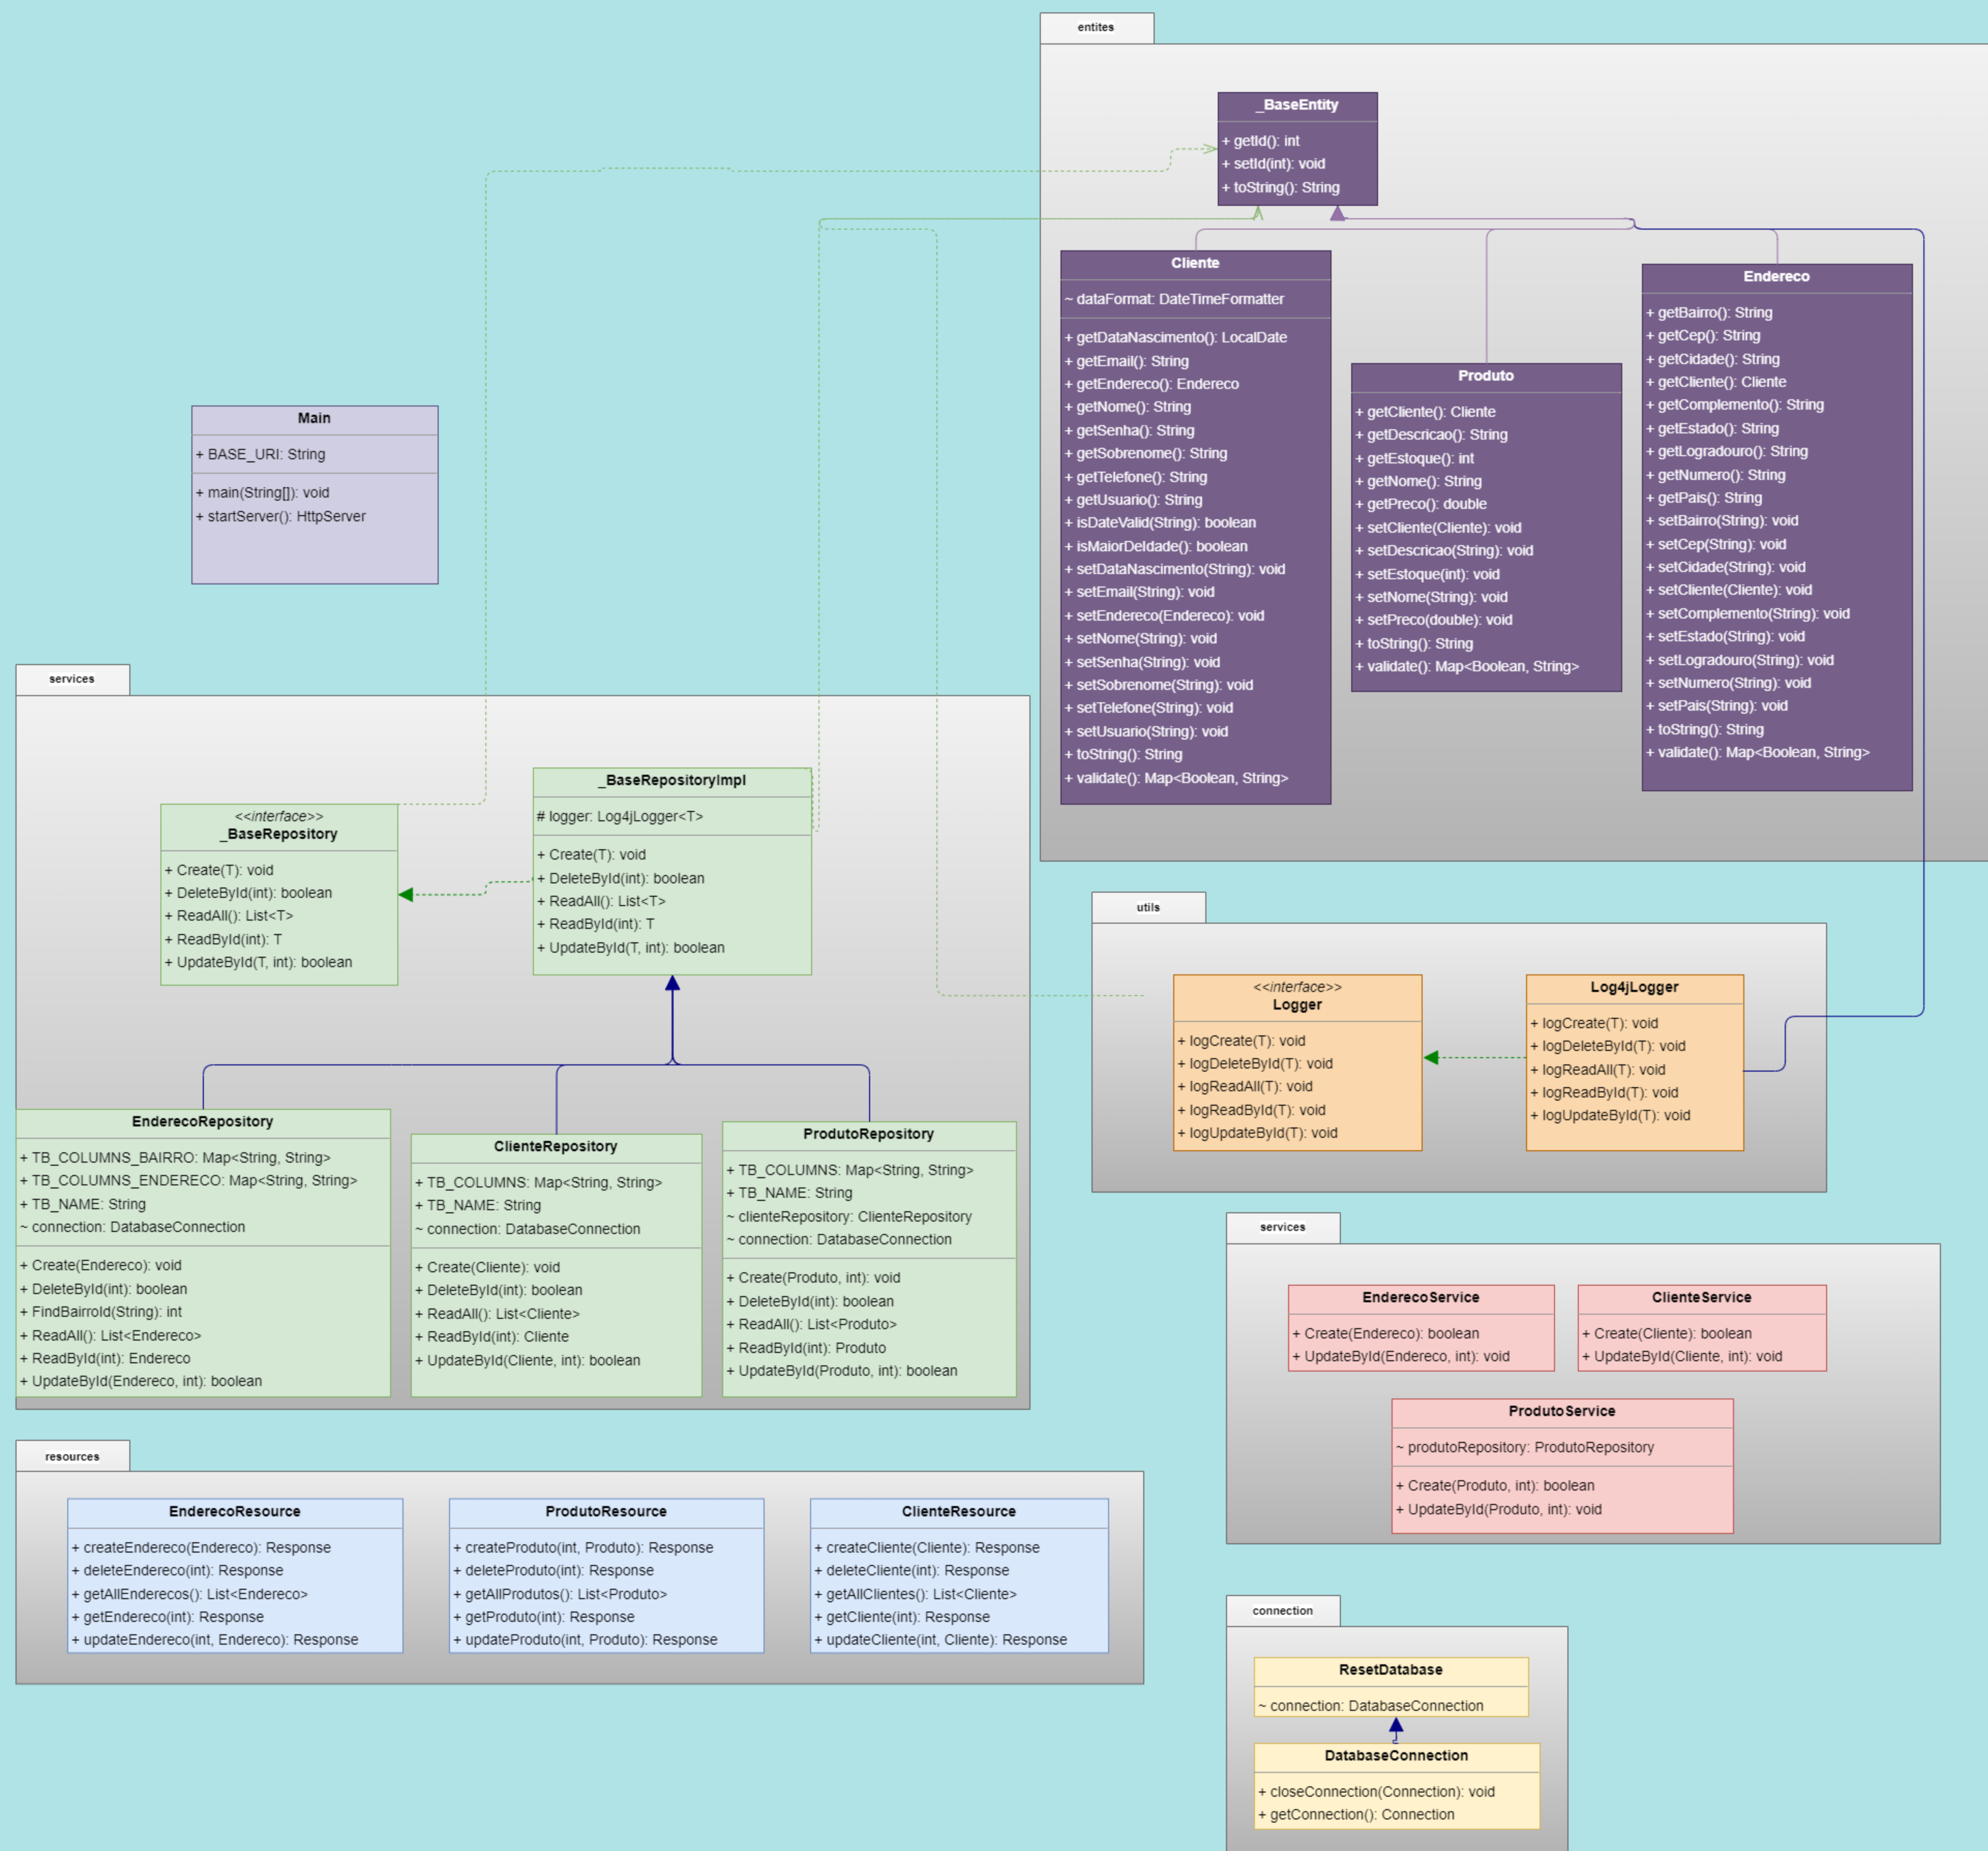 entites
_BaseEntity
+ getId(): int
+ setId(int): void
+ toString(): String
Cliente
~ dataFormat: DateTimeFormatter
+ getDataNascimento(): LocalDate
+ getEmail(): String
+ getEndereco(): Endereco
+ getNome(): String
+ getSenha(): String
+ getSobrenome(): String
+ getTelefone(): String
+ getUsuario(): String
+ isDateValid(String): boolean
+ isMaiorDeIdade(): boolean
+ setDataNascimento(String): void
+ setEmail(String): void
+ setEndereco(Endereco): void
+ setNome(String): void
+ setSenha(String): void
+ setSobrenome(String): void
+ setTelefone(String): void
+ setUsuario(String): void
+ toString(): String
+ validate(): Map<Boolean, String>
Produto
+ getCliente(): Cliente
+ getDescricao(): String
+ getEstoque(): int
+ getNome(): String
+ getPreco(): double
+ setCliente(Cliente): void
+ setDescricao(String): void
+ setEstoque(int): void
+ setNome(String): void
+ setPreco(double): void
+ toString(): String
+ validate(): Map<Boolean, String>
Endereco
+ getBairro(): String
+ getCep(): String
+ getCidade(): String
+ getCliente(): Cliente
+ getComplemento(): String
+ getEstado(): String
+ getLogradouro(): String
+ getNumero(): String
+ getPais(): String
+ setBairro(String): void
+ setCep(String): void
+ setCidade(String): void
+ setCliente(Cliente): void
+ setComplemento(String): void
+ setEstado(String): void
+ setLogradouro(String): void
+ setNumero(String): void
+ setPais(String): void
+ toString(): String
+ validate(): Map<Boolean, String>
Main
+ BASE_URI: String
+ main(String[]): void
+ startServer(): HttpServer
services
<<interface>>
_BaseRepository
+ Create(T): void
+ DeleteById(int): boolean
+ ReadAll(): List<T>
+ ReadById(int): T
+ UpdateById(T, int): boolean
_BaseRepositoryImpl
# logger: Log4jLogger<T>
+ Create(T): void
+ DeleteById(int): boolean
+ ReadAll(): List<T>
+ ReadById(int): T
+ UpdateById(T, int): boolean
EnderecoRepository
+ TB_COLUMNS_BAIRRO: Map<String, String>
+ TB_COLUMNS_ENDERECO: Map<String, String>
+ TB_NAME: String
~ connection: DatabaseConnection
+ Create(Endereco): void
+ DeleteById(int): boolean
+ FindBairroId(String): int
+ ReadAll(): List<Endereco>
+ ReadById(int): Endereco
+ UpdateById(Endereco, int): boolean
ClienteRepository
+ TB_COLUMNS: Map<String, String>
+ TB_NAME: String
~ connection: DatabaseConnection
+ Create(Cliente): void
+ DeleteById(int): boolean
+ ReadAll(): List<Cliente>
+ ReadById(int): Cliente
+ UpdateById(Cliente, int): boolean
ProdutoRepository
+ TB_COLUMNS: Map<String, String>
+ TB_NAME: String
~ clienteRepository: ClienteRepository
~ connection: DatabaseConnection
+ Create(Produto, int): void
+ DeleteById(int): boolean
+ ReadAll(): List<Produto>
+ ReadById(int): Produto
+ UpdateById(Produto, int): boolean
utils
<<interface>>
Logger
+ logCreate(T): void
+ logDeleteById(T): void
+ logReadAll(T): void
+ logReadById(T): void
+ logUpdateById(T): void
Log4jLogger
+ logCreate(T): void
+ logDeleteById(T): void
+ logReadAll(T): void
+ logReadById(T): void
+ logUpdateById(T): void
services
EnderecoService
+ Create(Endereco): boolean
+ UpdateById(Endereco, int): void
ClienteService
+ Create(Cliente): boolean
+ UpdateById(Cliente, int): void
ProdutoService
~ produtoRepository: ProdutoRepository
+ Create(Produto, int): boolean
+ UpdateById(Produto, int): void
resources
EnderecoResource
+ createEndereco(Endereco): Response
+ deleteEndereco(int): Response
+ getAllEnderecos(): List<Endereco>
+ getEndereco(int): Response
+ updateEndereco(int, Endereco): Response
ProdutoResource
+ createProduto(int, Produto): Response
+ deleteProduto(int): Response
+ getAllProdutos(): List<Produto>
+ getProduto(int): Response
+ updateProduto(int, Produto): Response
ClienteResource
+ createCliente(Cliente): Response
+ deleteCliente(int): Response
+ getAllClientes(): List<Cliente>
+ getCliente(int): Response
+ updateCliente(int, Cliente): Response
connection
ResetDatabase
~ connection: DatabaseConnection
DatabaseConnection
+ closeConnection(Connection): void
+ getConnection(): Connection